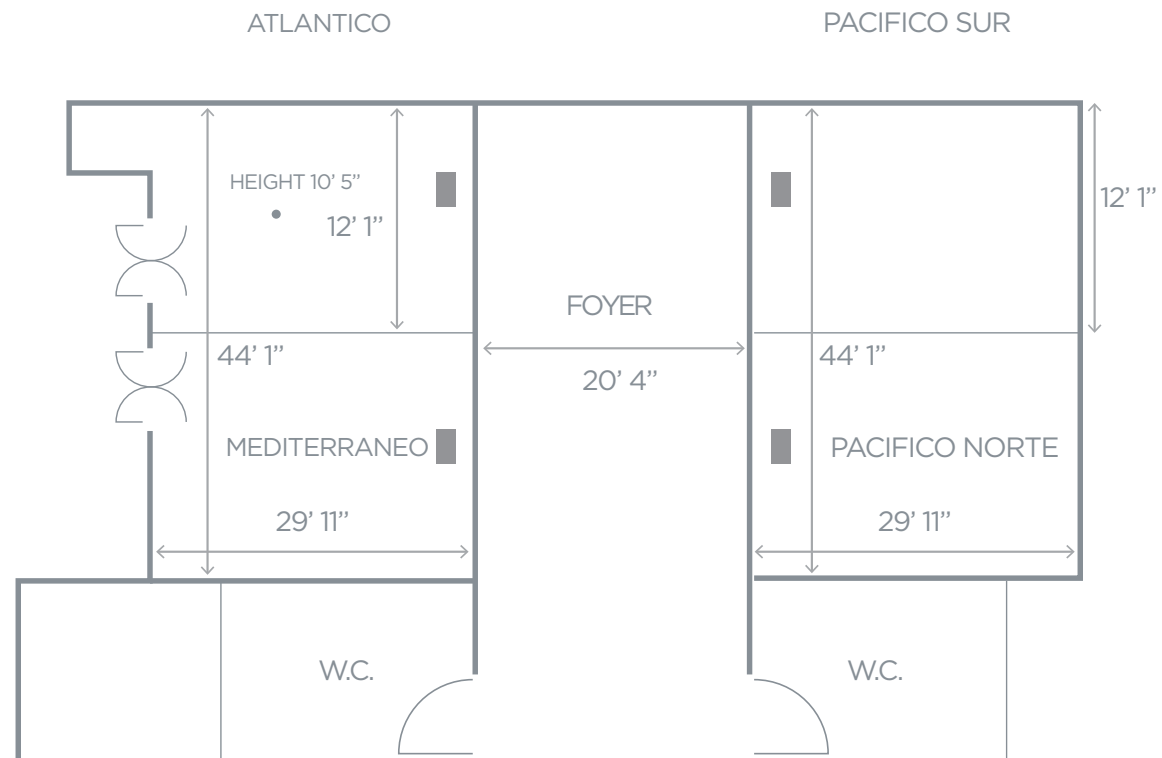 ATLANTICO
PACIFICO SUR
HEIGHT 10’ 5”
12’ 1”
12’ 1”
FOYER
44’ 1”
20’ 4”
44’ 1”
MEDITERRANEO
PACIFICO NORTE
29’ 11”
29’ 11”
W.C.
W.C.